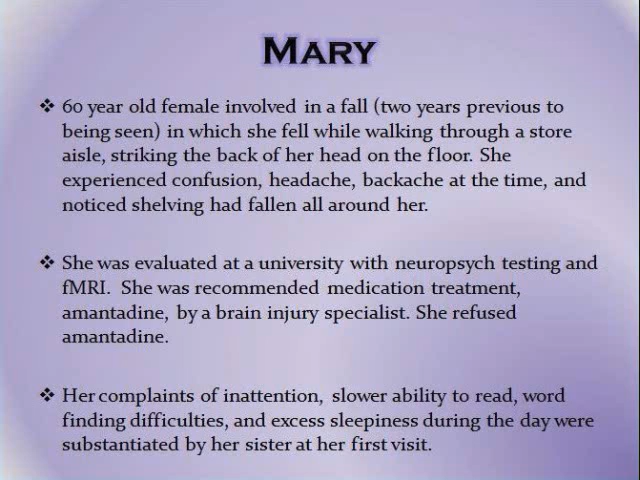 MARY
❖ 60 year old female involved in a fall (two years previous to
being seen) in which she fell while walking through a store
aisle, striking the back of her head on the floor. She
experienced confusion, headache, backache at the time, and
noticed shelving had fallen all around her.
❖ She was evaluated at a university with neuropsych testing and
fMRI. She was recommended medication treatment,
amantadine, by a brain injury specialist. She refused
amantadine.
❖ Her complaints of inattention, slower ability to read, word
finding difficulties, and excess sleepiness during the day were
substantiated by her sister at her first visit.